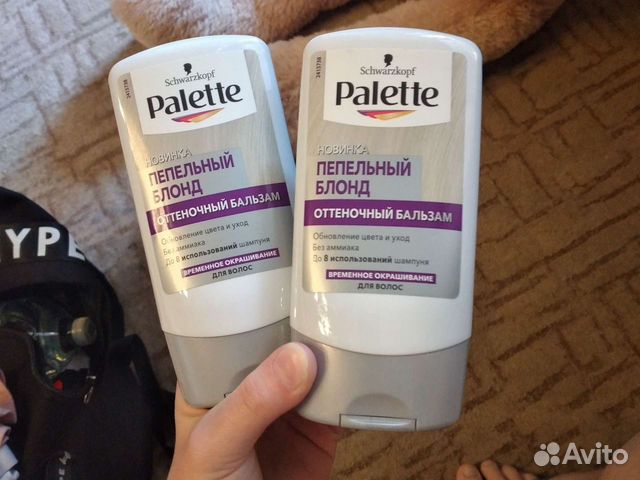 Schwarzkopf
Palette
НОВИНКА
ПЕПЕЛЬНЫЙ
БЛОНД
ОТТЕНОЧНЫЙ БАЛЬЗАМ
Обновление цвета и уход
Без аммиака
До 8 использований шампуня
ВРЕМЕННОЕ ОКРАШИВАНИЕ
ДЛЯ ВОЛОС
2413738
Schwarzkopf
Palette
НОВИНКА
ПЕПЕЛЬНЫЙ
БЛОНД
ОТТЕНОЧНЫЙ БАЛЬЗАМ
Обновление цвета и уход
Без аммиака
До 8 использований шампуня
ВРЕМЕННОЕ ОКРАШИВАНИЕ
ДЛЯ ВОЛОС
2413738
YPE
Avito